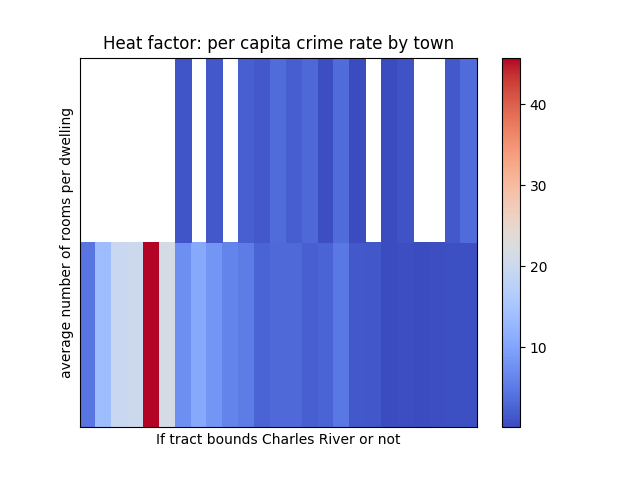 Heat factor: per capita crime rate by town
average number of rooms per dwelling
If tract bounds Charles River or not
40
30
20
10